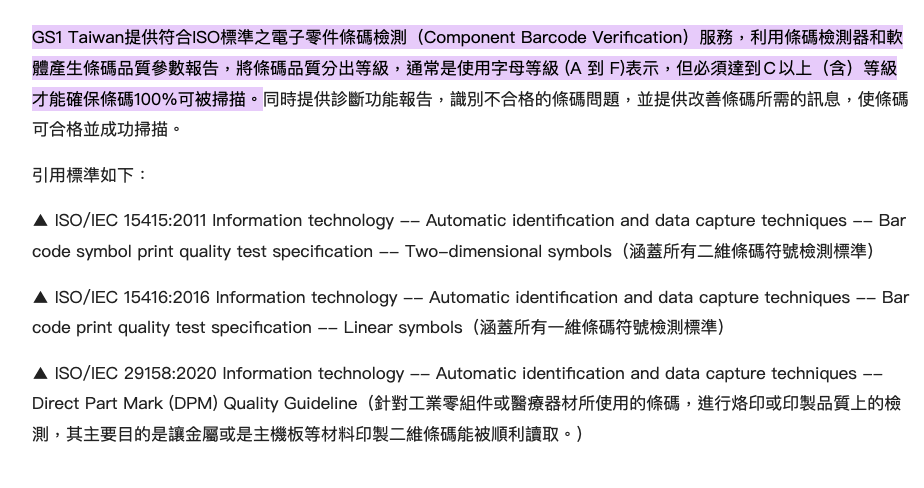 GS1 Taiwan提供符合ISO標準之電子零件條碼檢測（Component Barcode Verification）服務，利用條碼檢測器和軟
體產生條碼品質參數報告，將條碼品質分出等級，通常是使用字母等級 (A 到 F)表示，但必須達到Ｃ以上（含）等級
才能確保條碼100%可被掃描。同時提供診斷功能報告，識別不合格的條碼問題，並提供改善條碼所需的訊息，使條碼
可合格並成功掃描。
引用標準如下：
▲ ISO/IEC 15415:2011 Information technology -- Automatic identification and data capture techniques -- Bar
code symbol print quality test specification -- Two-dimensional symbols（涵蓋所有二維條碼符號檢測標準）
▲ ISO/IEC 15416:2016 Information technology -- Automatic identification and data capture techniques -- Bar
code print quality test specification -- Linear symbols（涵蓋所有一維條碼符號檢測標準）
▲ ISO/IEC 29158:2020 Information technology -- Automatic identification and data capture techniques --
Direct Part Mark (DPM) Quality Guideline（針對工業零組件或醫療器材所使用的條碼，進行烙印或印製品質上的檢
測，其主要目的是讓金屬或是主機板等材料印製二維條碼能被順利讀取。）